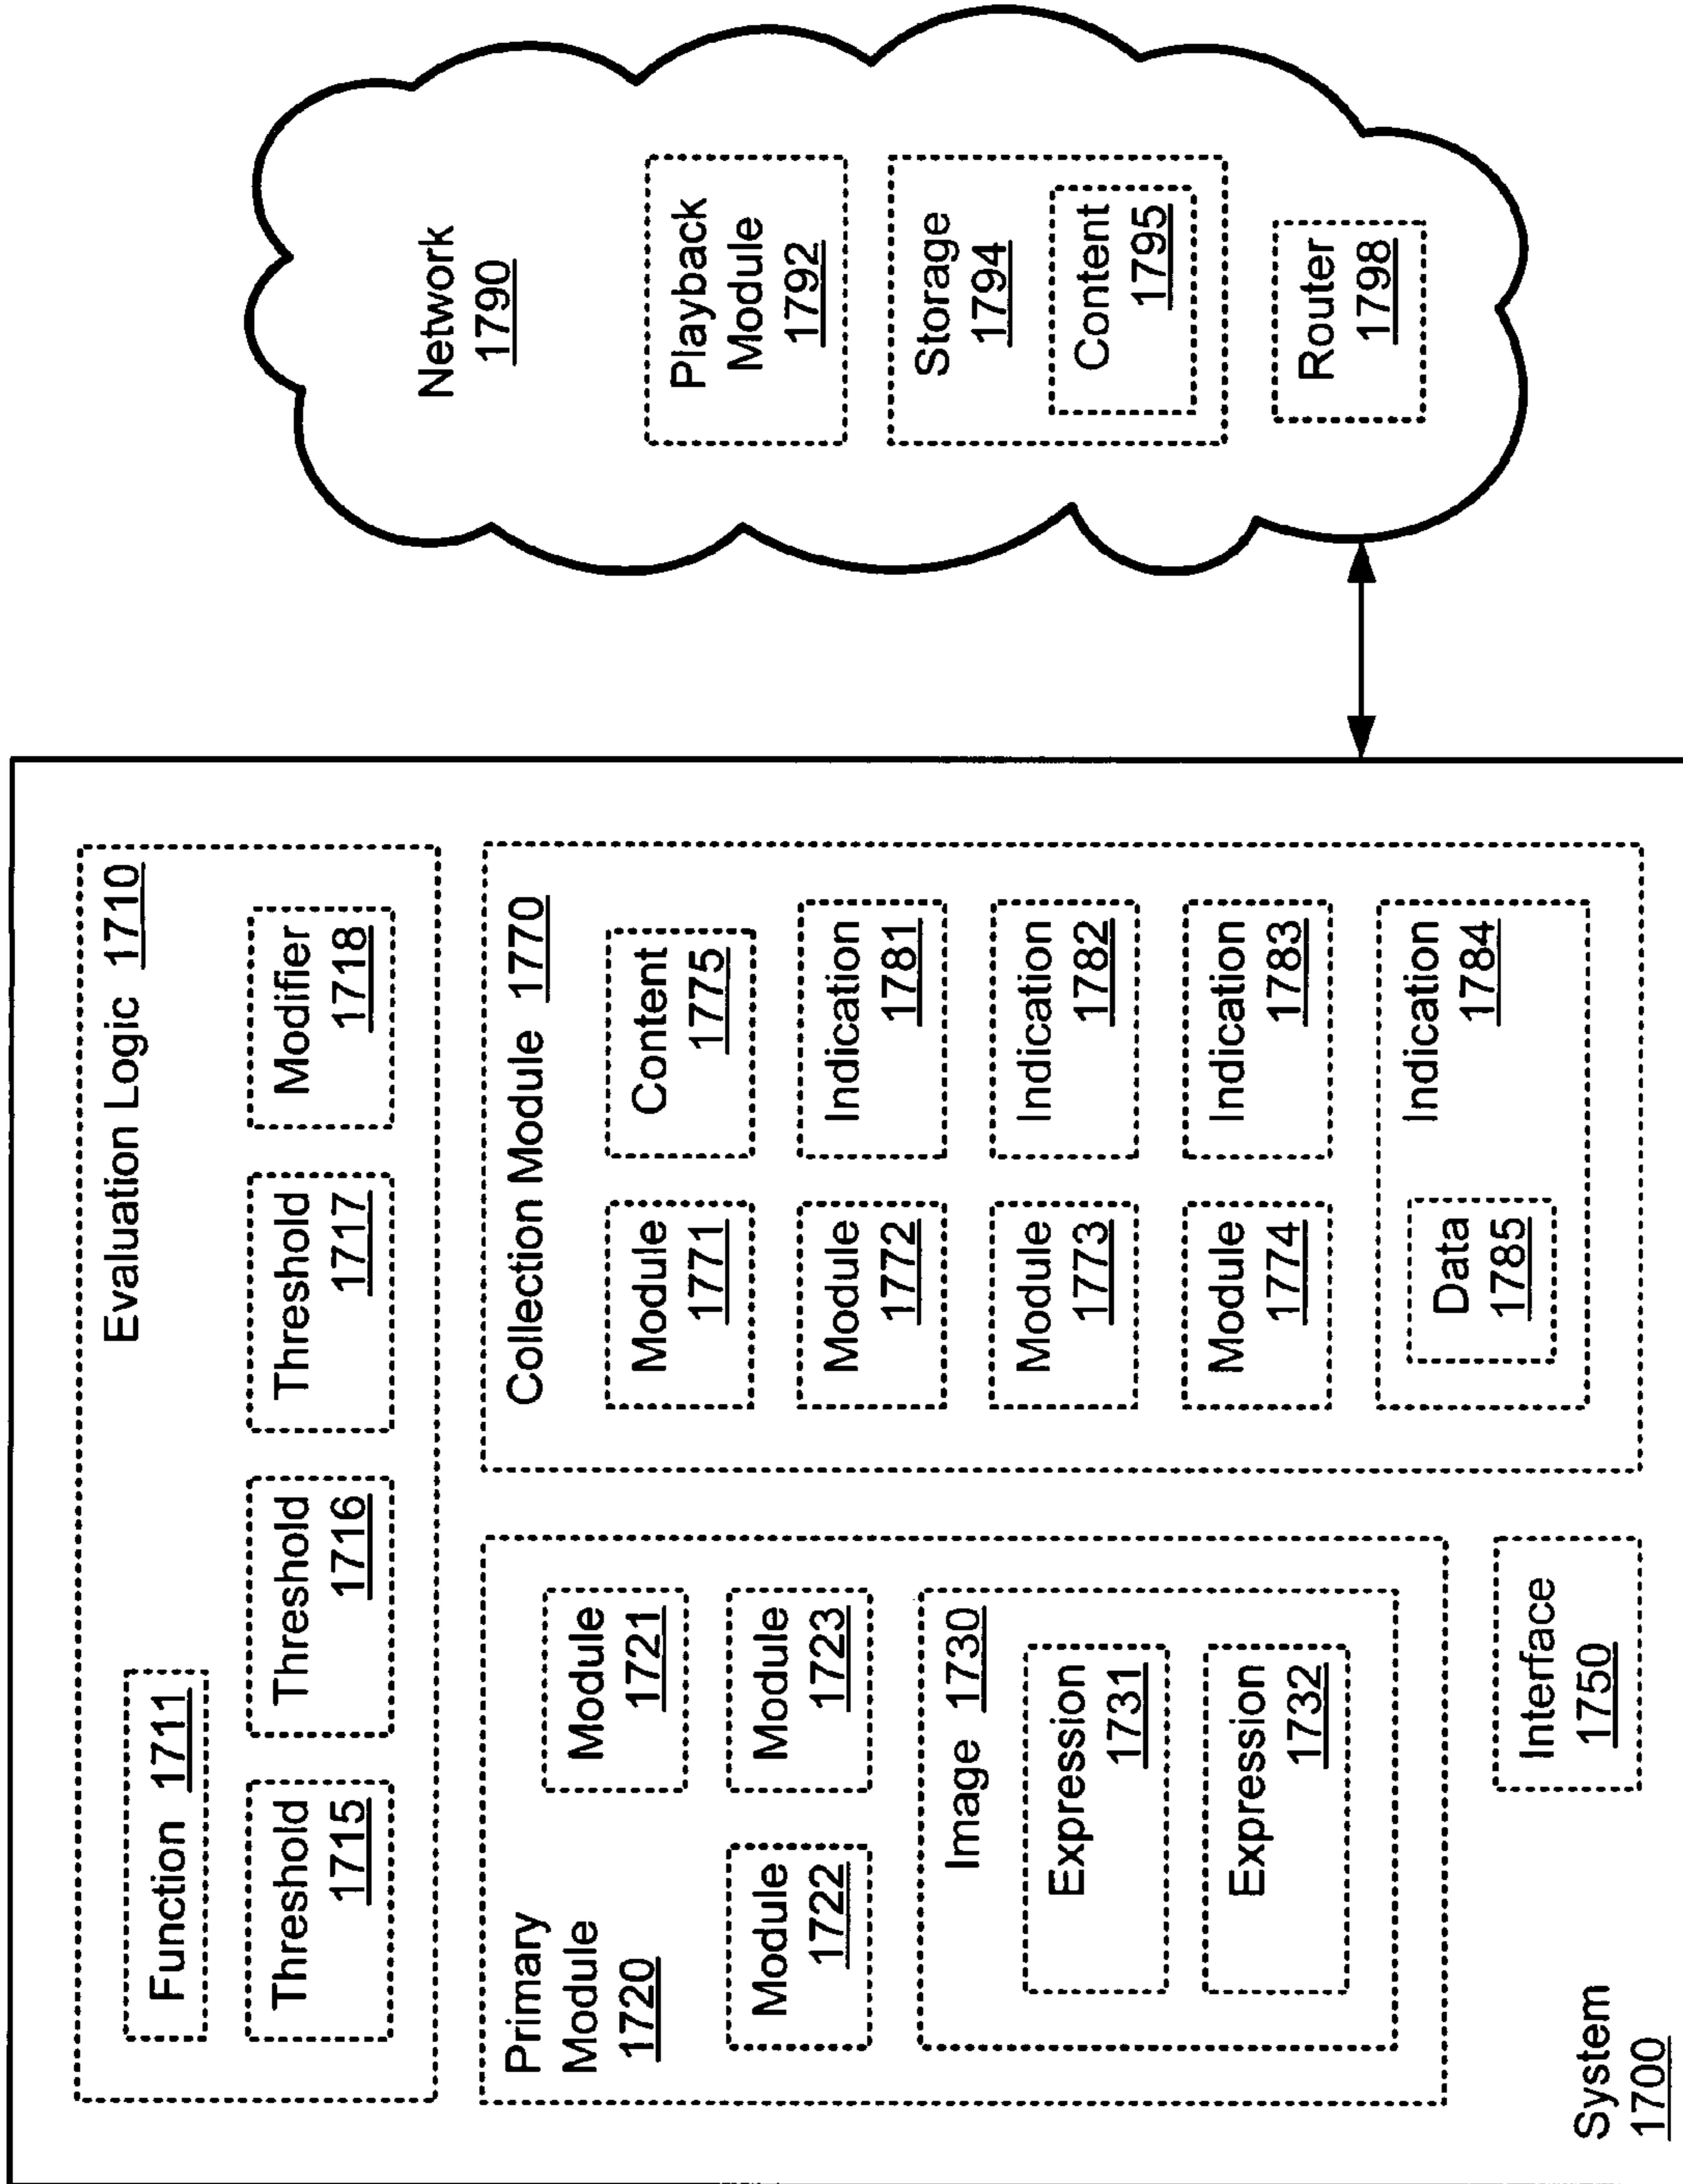 Evaluation Logic 1710
Function 1711
Threshold
1715
Threshold
1716
Threshold
1717
Modifier
1718
Primary
Module
1720
Module
1721
Module
1722
Module
1723
Image 1730
Expression
1731
Expression
1732
Interface
1750
System
1700
Collection Module 1770
Module
1771
Content
1775
Module
1772
Indication
1781
Module
1773
Indication
1782
Module
1774
Indication
1783
Data
1785
Indication
1784
Network
1790
Playback
Module
1792
Storage
1794
Content
1795
Router
1798